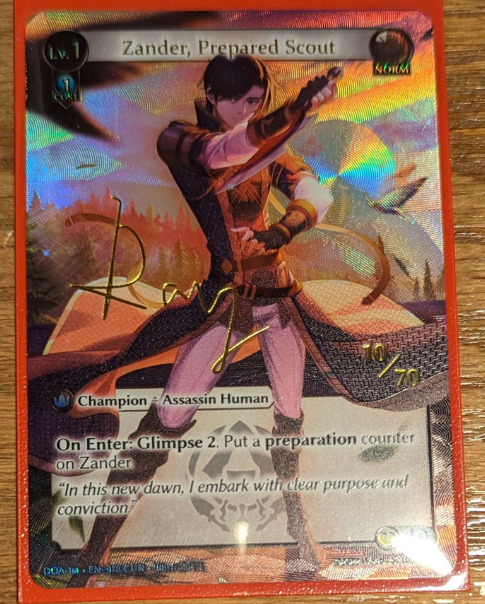 Lv.1
Zander, Prepared Scout
NORM
1
COST
10/70
Champion - Assassin Human
On Enter: Glimpse 2. Put a preparation counter
on Zander.
"In this new dawn, I embark with clear purpose and
conviction."